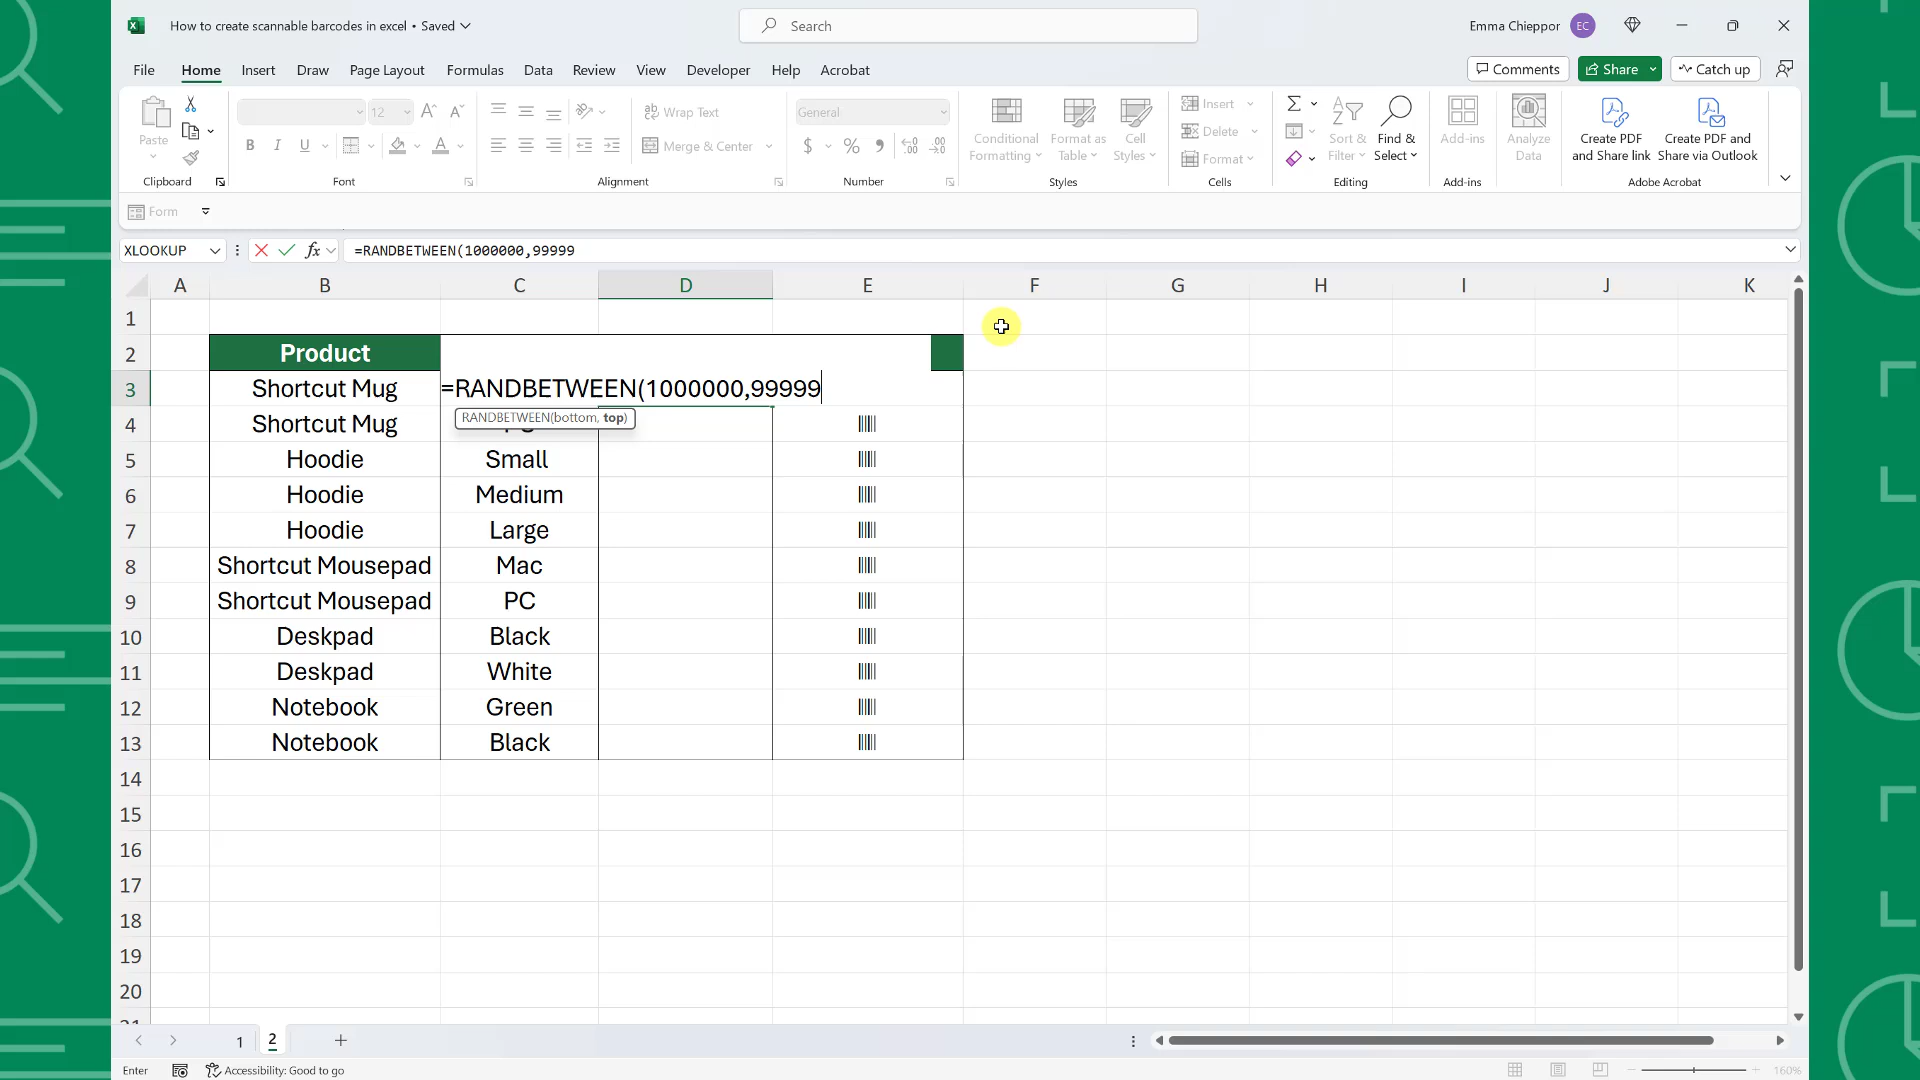 How to create scannable barcodes in excel • Saved
Search
Emma Chieppor
EC
File Home Insert Draw Page Layout Formulas Data Review View Developer Help Acrobat
Comments Share Catch up
Paste
Clipboard
12
B I U
Font
Wrap Text
Merge & Center
Alignment
General
$ % 9
Number
Conditional Formatting
Format as Table
Cell Styles
Styles
Insert
Delete
Format
Cells
Sort & Filter
Find & Select
Editing
Add-ins
Add-ins
Analyze Data
Create PDF and Share link
Create PDF and Share via Outlook
Adobe Acrobat
Form
XLOOKUP fx =RANDBETWEEN(1000000,99999
A B C D E F G H I J K
1
2 Product
3 Shortcut Mug =RANDBETWEEN(1000000,99999
RANDBETWEEN(bottom, top)
4 Shortcut Mug
5 Hoodie Small
6 Hoodie Medium
7 Hoodie Large
8 Shortcut Mousepad Mac
9 Shortcut Mousepad PC
10 Deskpad Black
11 Deskpad White
12 Notebook Green
13 Notebook Black
14
15
16
17
18
19
20
1 2
Enter Accessibility: Good to go 160%